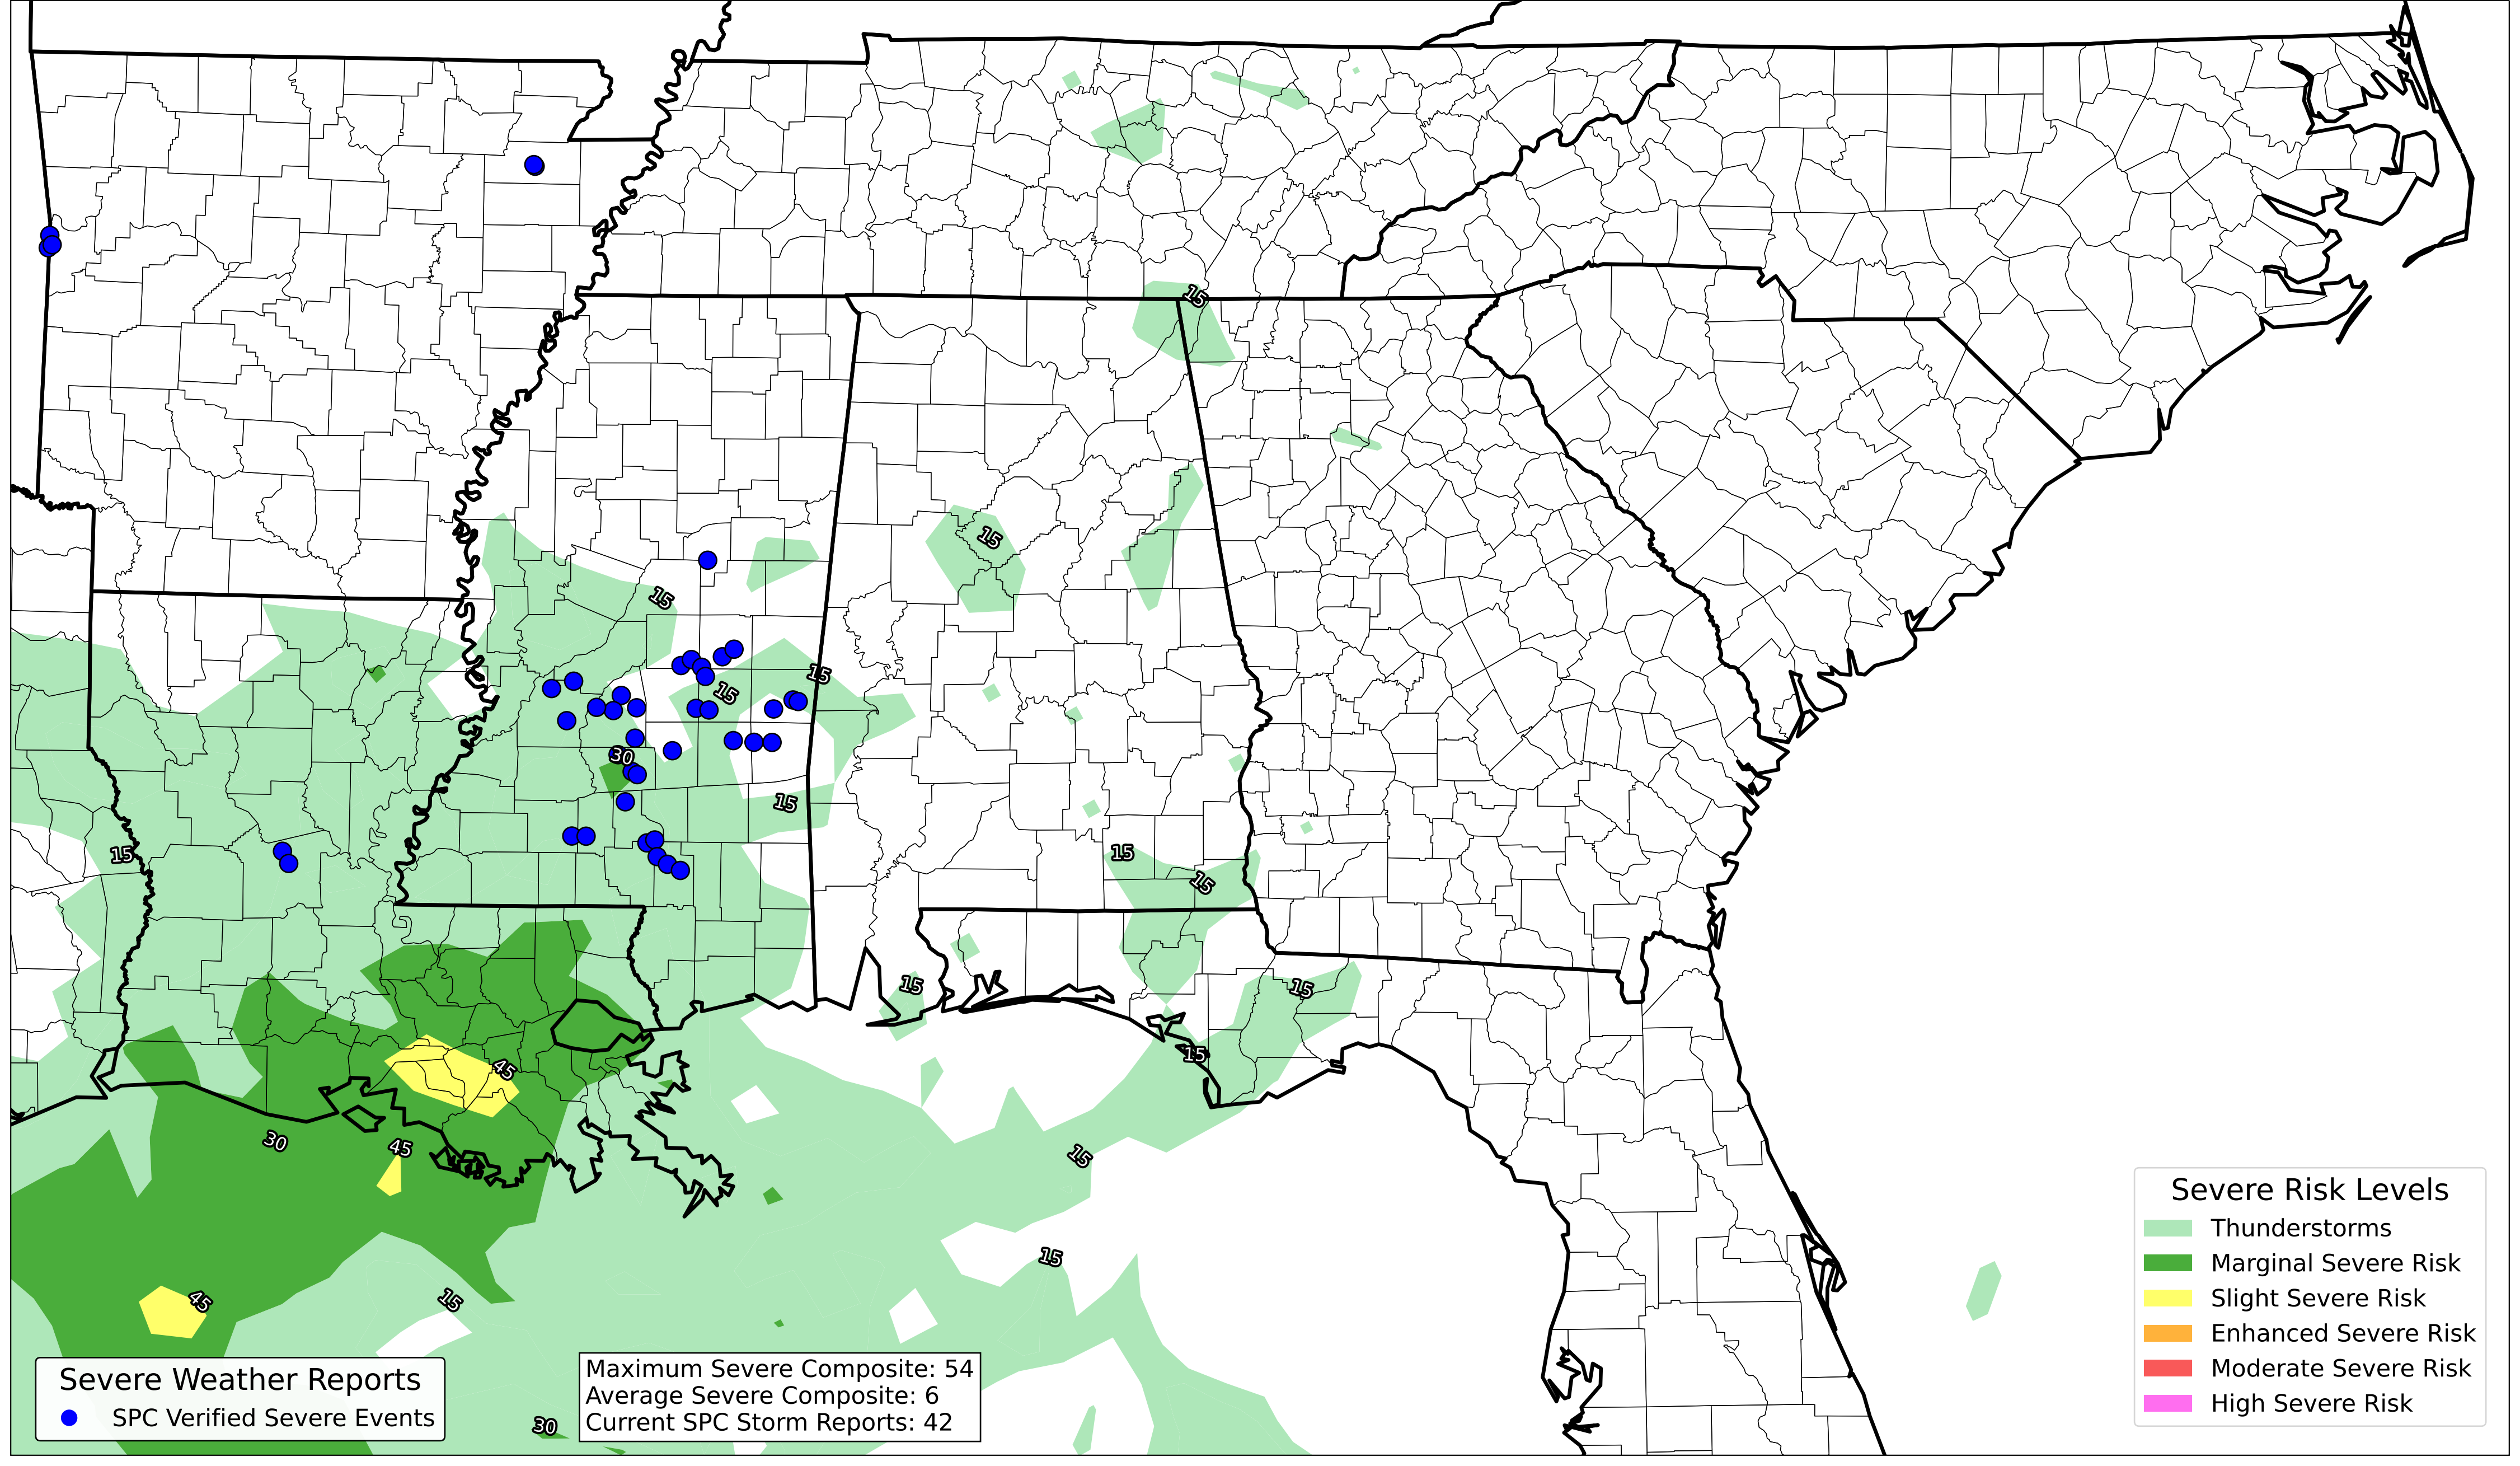 15
15
15
15
15
30
15
15
15
15
15
15
15
45
30
45
15
15
45
15
30
Severe Weather Reports
SPC Verified Severe Events
Maximum Severe Composite: 54
Average Severe Composite: 6
Current SPC Storm Reports: 42
Severe Risk Levels
Thunderstorms
Marginal Severe Risk
Slight Severe Risk
Enhanced Severe Risk
Moderate Severe Risk
High Severe Risk